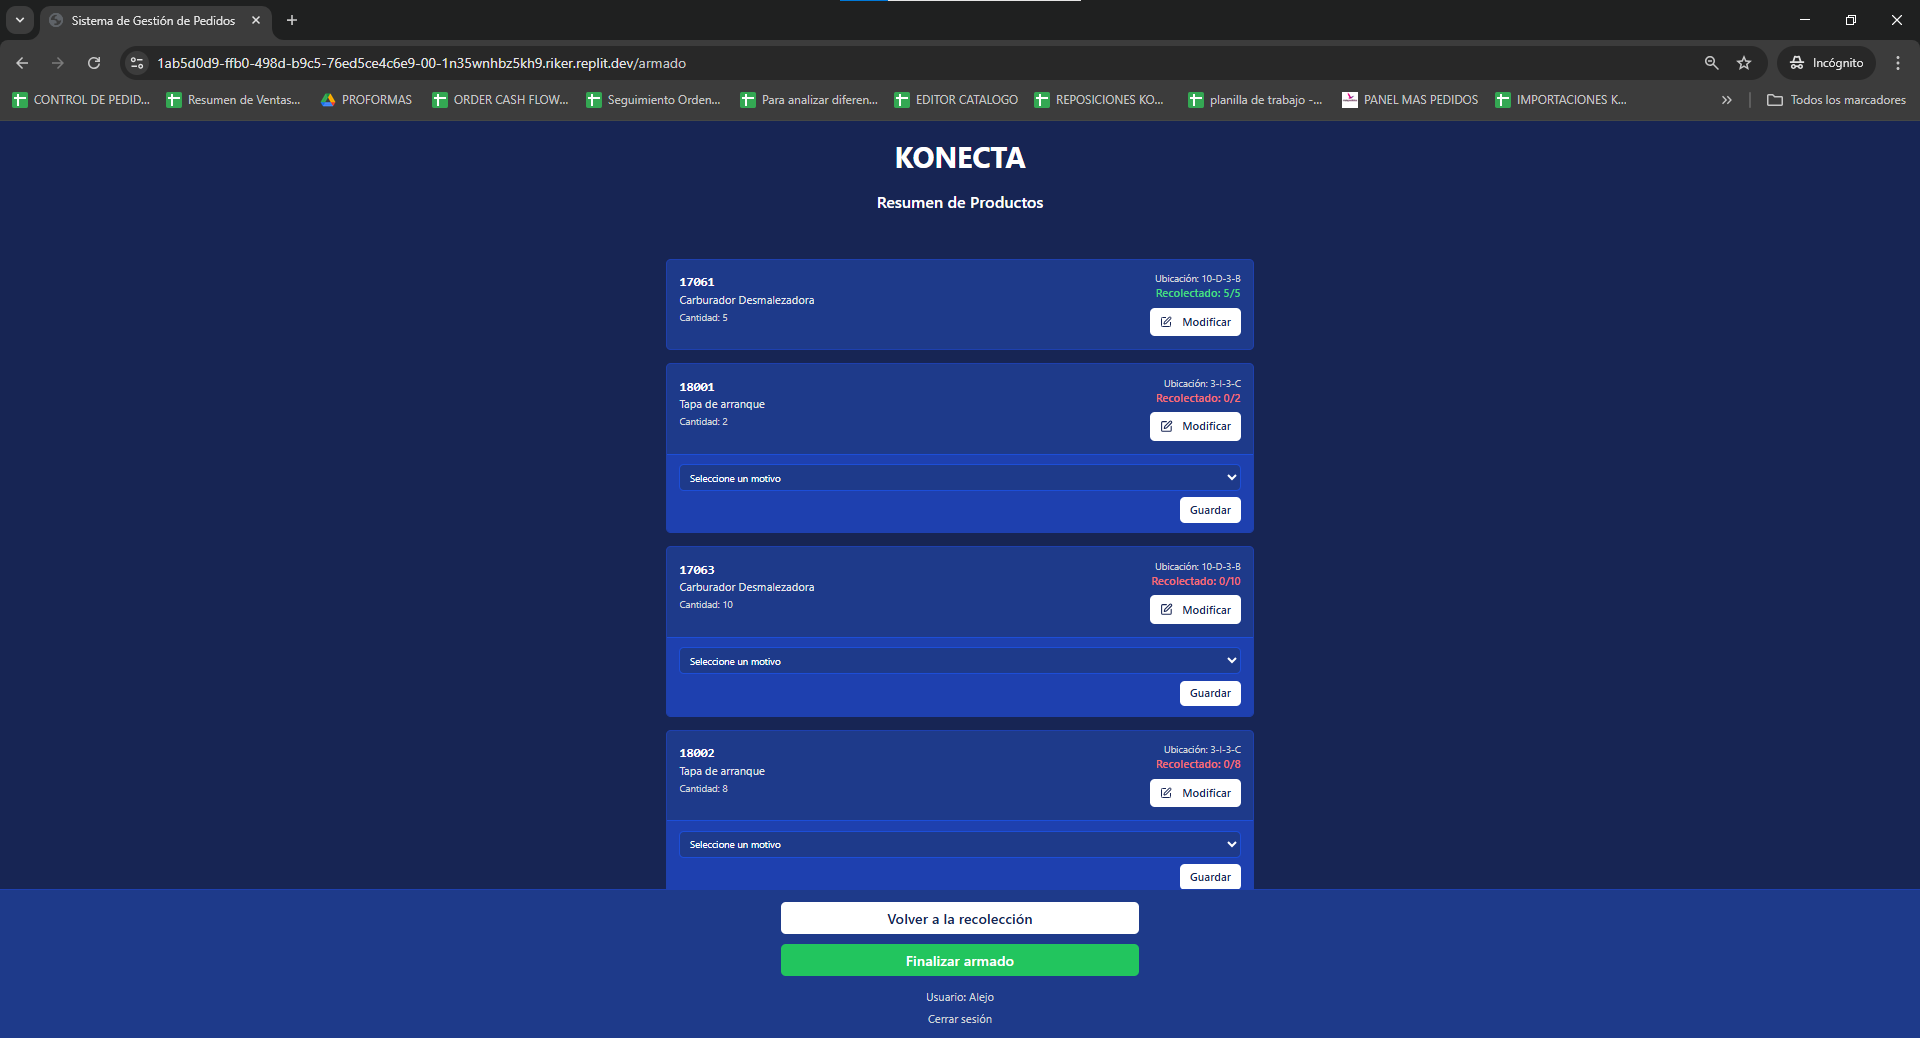 Sistema de Gestión de Pedidos
1ab5d0d9-ffb0-498d-b9c5-76ed5ce4c6e9-00-1n35wnhbz5kh9.riker.replit.dev/armado
Incógnito
CONTROL DE PEDID... Resumen de Ventas... PROFORMAS ORDER CASH FLOW... Seguimiento Orden... Para analizar diferen... EDITOR CATALOGO REPOSICIONES KO... planilla de trabajo -... PANEL MAS PEDIDOS IMPORTACIONES K... Todos los marcadores
KONECTA
Resumen de Productos
17061
Carburador Desmalezadora
Cantidad: 5
Ubicación: 10-D-3-B
Recolectado: 5/5
Modificar
18001
Tapa de arranque
Cantidad: 2
Ubicación: 3-I-3-C
Recolectado: 0/2
Modificar
Seleccione un motivo
Guardar
17063
Carburador Desmalezadora
Cantidad: 10
Ubicación: 10-D-3-B
Recolectado: 0/10
Modificar
Seleccione un motivo
Guardar
18002
Tapa de arranque
Cantidad: 8
Ubicación: 3-I-3-C
Recolectado: 0/8
Modificar
Seleccione un motivo
Guardar
Volver a la recolección
Finalizar armado
Usuario: Alejo
Cerrar sesión